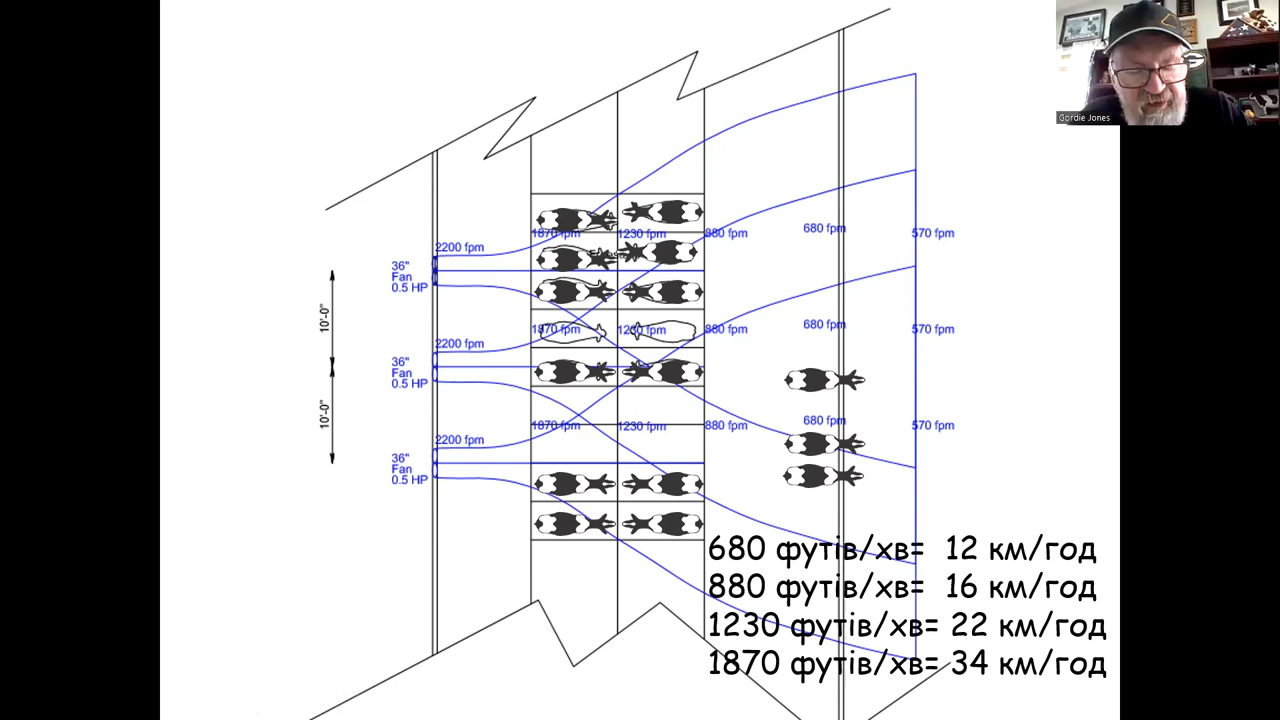 Gordie Jones
1870 fpm 1230 fpm 880 fpm 680 fpm 570 fpm
2200 fpm
36"
Fan
0.5 HP
10'-0"
1870 fpm 1230 fpm 880 fpm 680 fpm 570 fpm
2200 fpm
36"
Fan
0.5 HP
10'-0"
1870 fpm 1230 fpm 880 fpm 680 fpm 570 fpm
2200 fpm
36"
Fan
0.5 HP
680 футів/хв= 12 км/год
880 футів/хв= 16 км/год
1230 футів/хв= 22 км/год
1870 футів/хв= 34 км/год